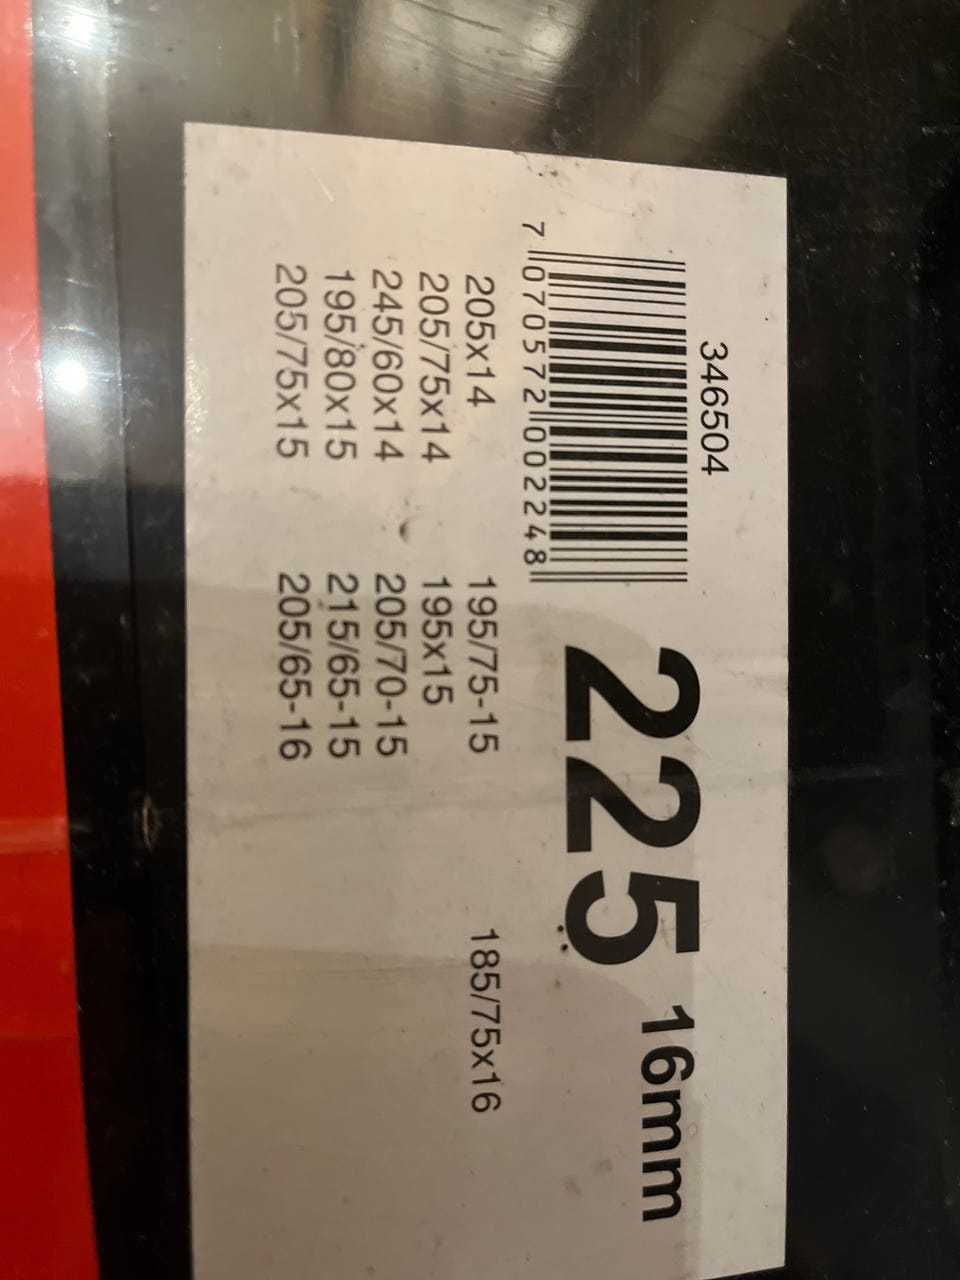 346504
7 070572 002248
225 16mm
205x14 195/75-15 185/75x16
205/75x14 195x15
245/60x14 205/70-15
195/80x15 215/65-15
205/75x15 205/65-16